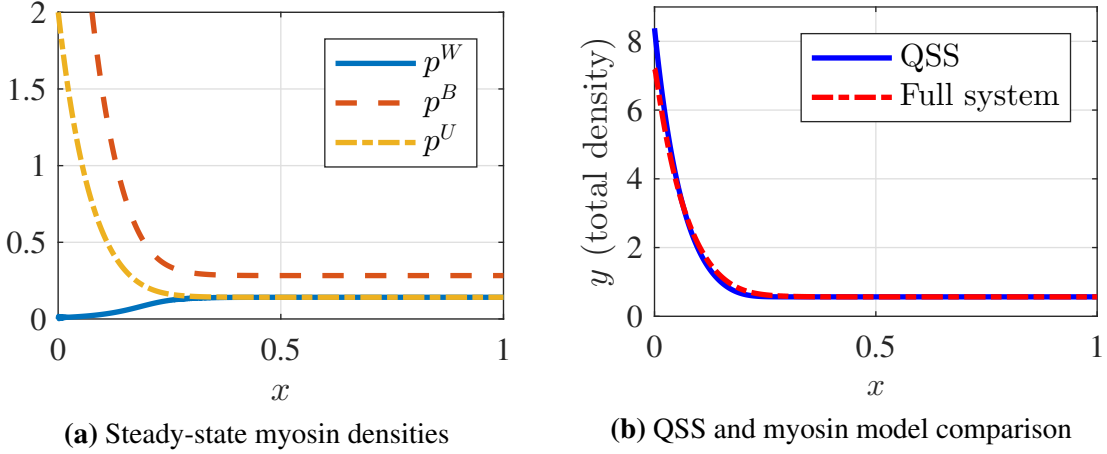 2
1.5
1
0.5
0
0
0.5
1
x
p^W
p^B
p^U
(a) Steady-state myosin densities
y (total density)
8
6
4
2
0
0
0.5
1
x
QSS
Full system
(b) QSS and myosin model comparison